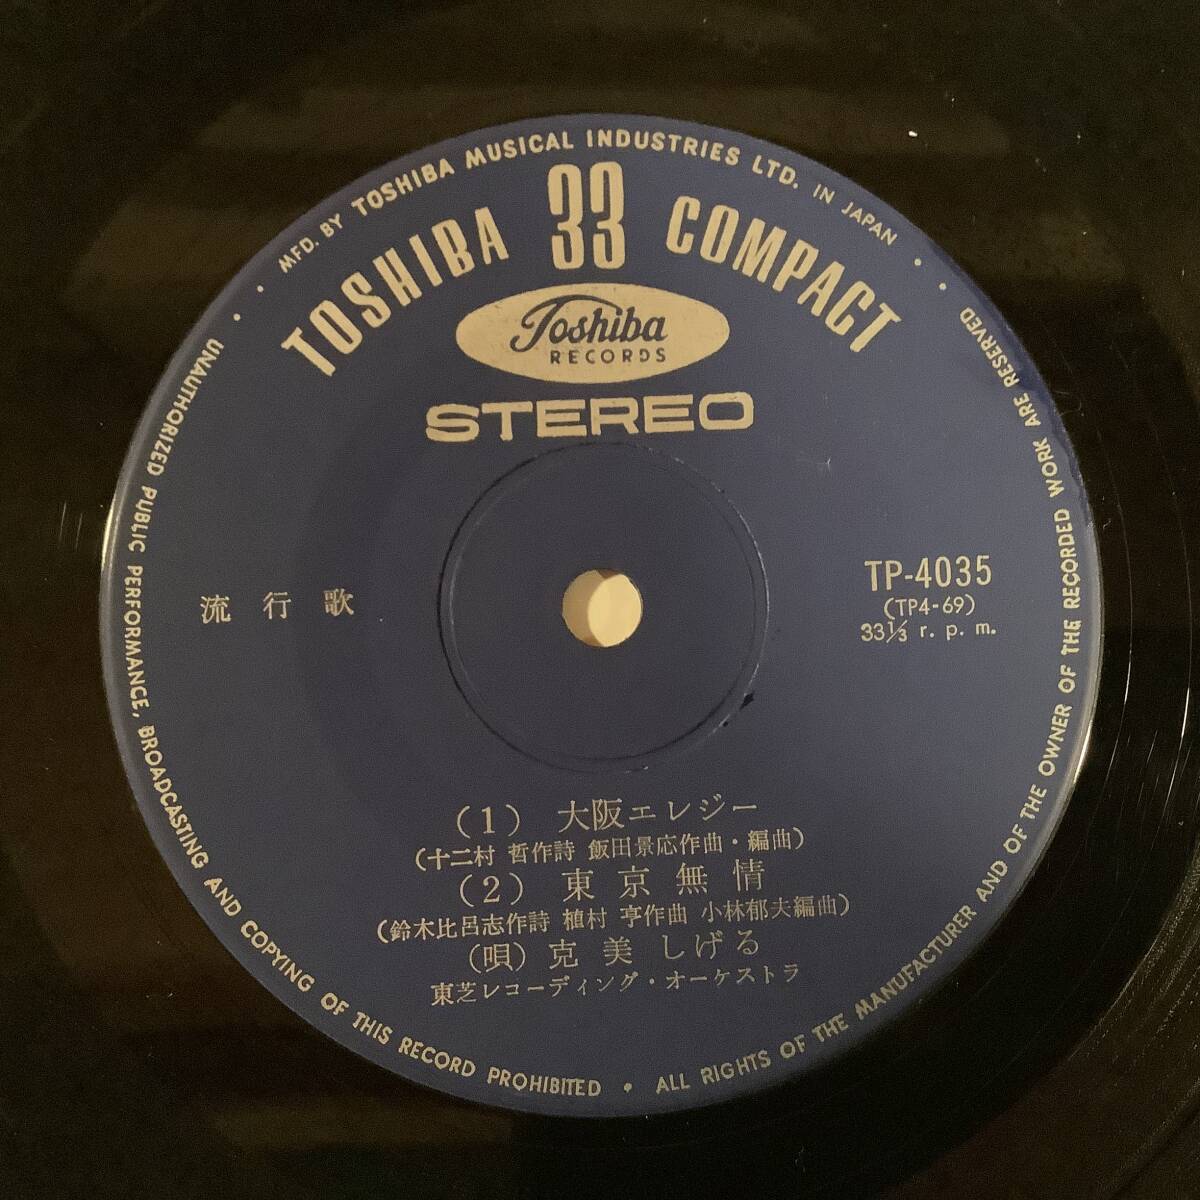 MFD. BY TOSHIBA MUSICAL INDUSTRIES LTD. IN JAPAN
TOSHIBA 33 COMPACT
Toshiba
RECORDS
STEREO
流行歌
TP-4035
(TP4-69)
33⅓ r. p. m.
(1) 大阪エレジー
(十二村 哲作詩 飯田景応作曲・編曲)
(2) 東京無情
(鈴木比呂志作詩 植村 亨作曲 小林郁夫編曲)
(唄) 克美しげる
東芝レコーディング・オーケストラ
• UNAUTHORIZED PUBLIC PERFORMANCE, BROADCASTING AND COPYING OF THIS RECORD PROHIBITED • ALL RIGHTS OF THE MANUFACTURER AND OF THE OWNER OF THE RECORDED WORK ARE RESERVED •